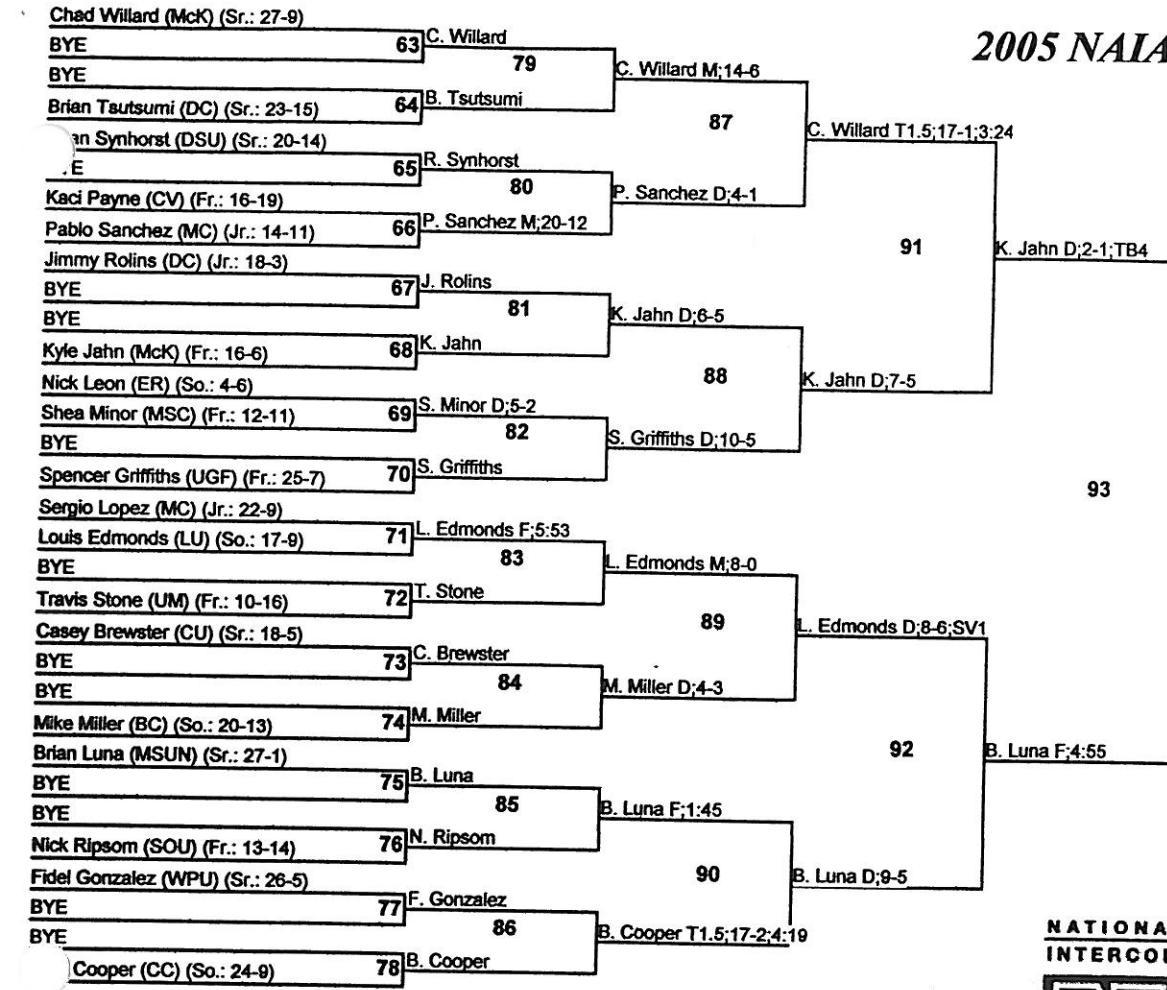 Chad Willard (McK) (Sr.: 27-9)
BYE
63
C. Willard
79
BYE
Brian Tsutsumi (DC) (Sr.: 23-15)
64
B. Tsutsumi
C. Willard M;14-6
87
Synhorst (DSU) (Sr.: 20-14)
65
R. Synhorst
80
Kaci Payne (CV) (Fr.: 16-19)
Pablo Sanchez (MC) (Jr.: 14-11)
66
P. Sanchez M;20-12
P. Sanchez D;4-1
C. Willard T1.5;17-1;3:24
91
Jimmy Rolins (DC) (Jr.: 18-3)
BYE
67
J. Rolins
81
BYE
Kyle Jahn (McK) (Fr.: 16-6)
68
K. Jahn
K. Jahn D;6-5
88
Nick Leon (ER) (So.: 4-6)
Shea Minor (MSC) (Fr.: 12-11)
69
S. Minor D;5-2
82
BYE
Spencer Griffiths (UGF) (Fr.: 25-7)
70
S. Griffiths
S. Griffiths D;10-5
K. Jahn D;7-5
K. Jahn D;2-1;TB4
93
Sergio Lopez (MC) (Jr.: 22-9)
Louis Edmonds (LU) (So.: 17-9)
71
L. Edmonds F;5:53
83
BYE
Travis Stone (UM) (Fr.: 10-16)
72
T. Stone
L. Edmonds M;8-0
89
Casey Brewster (CU) (Sr.: 18-5)
BYE
73
C. Brewster
84
BYE
Mike Miller (BC) (So.: 20-13)
74
M. Miller
M. Miller D;4-3
L. Edmonds D;8-6;SV1
92
Brian Luna (MSUN) (Sr.: 27-1)
BYE
75
B. Luna
85
BYE
Nick Ripsom (SOU) (Fr.: 13-14)
76
N. Ripsom
B. Luna F;1:45
90
Fidel Gonzalez (WPU) (Sr.: 26-5)
BYE
77
F. Gonzalez
86
BYE
Cooper (CC) (So.: 24-9)
78
B. Cooper
B. Cooper T1.5;17-2;4:19
B. Luna D;9-5
B. Luna F;4:55
2005 NAIA
NATIONA
INTERCO